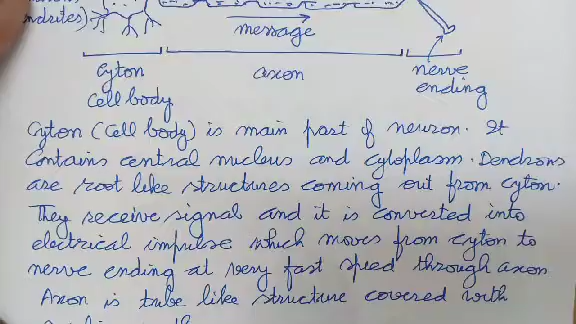 ndrites)
message
Cyton
cell body
axon
nerve
ending
Cyton (Cell body) is main part of neuron. It
Contains central nucleus and cytoplasm. Dendrons
are root like structures coming out from Cyton.
They receive signal and it is converted into
electrical impulse which moves from cyton to
nerve ending at very fast speed through axon
Axon is tube like structure covered with